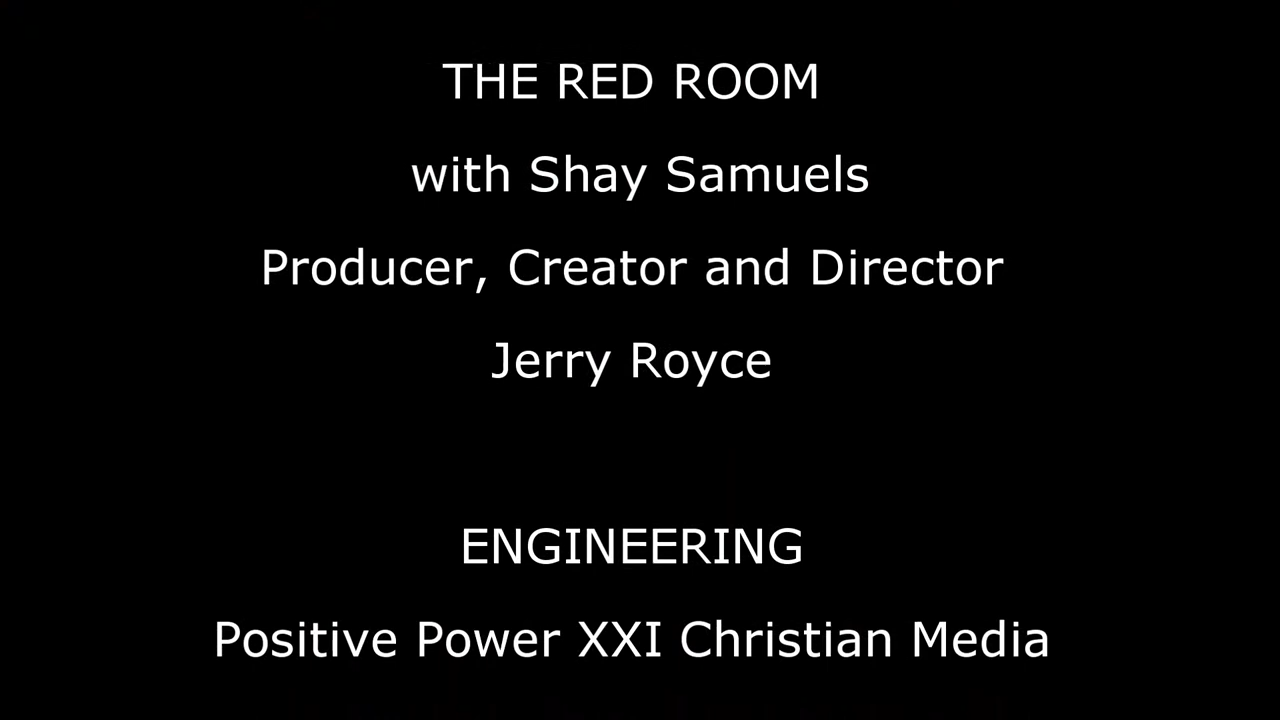 THE RED ROOM
with Shay Samuels
Producer, Creator and Director
Jerry Royce
ENGINEERING
Positive Power XXI Christian Media